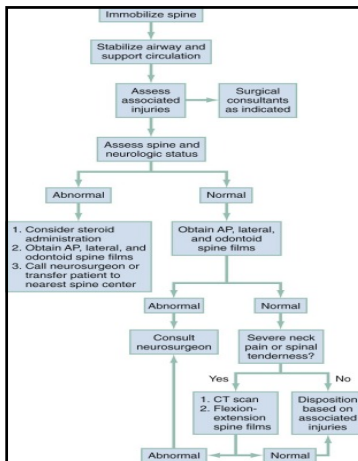 Immobilize spine
Stabilize airway and
support circulation
Assess
associated
injuries
Surgical
consultants
as indicated
Assess spine and
neurologic status
Abnormal
Normal
1. Consider steroid
administration
2. Obtain AP, lateral, and
odontoid spine films
3. Call neurosurgeon or
transfer patient to
nearest spine center
Obtain AP, lateral,
and odontoid
spine films
Abnormal
Normal
Consult
neurosurgeon
Severe neck
pain or spinal
tenderness?
Yes
No
1. CT scan
2. Flexion-
extension
spine films
Disposition
based on
associated
injuries
Abnormal
Normal